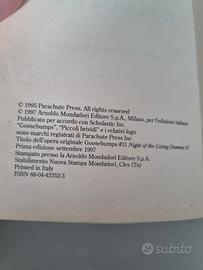 © 1995 Parachute Press. All rights reserved
© 1997 Arnoldo Mondadori Editore S.p.A., Milano, per l'edizione italiana
Pubblicato per accordo con Scholastic Inc.
"Goosebumps", "Piccoli brividi" e i relativi logo
sono marchi registrati di Parachute Press Inc.
Titolo dell'opera originale Goosebumps #31 Night of the Living Dummy II
Prima edizione settembre 1997
Stampato presso la Arnoldo Mondadori Editore S.p.A.
Stabilimento Nuova Stampa Mondadori, Cles (Tn)
Printed in Italy
ISBN 88-04-43352-3
subito